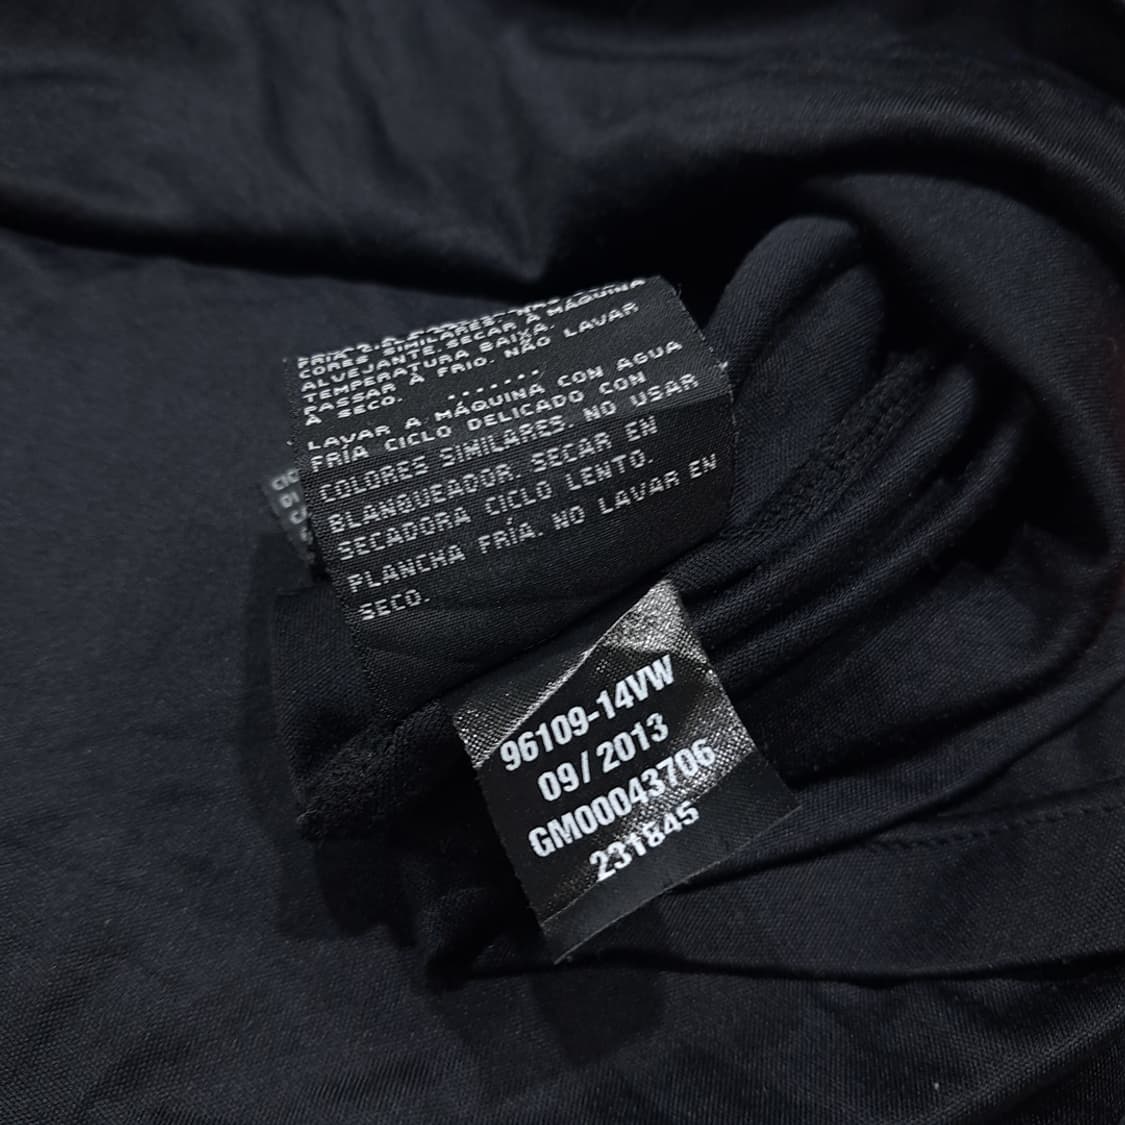 CORES SIMILARES.
ALVEJANTE. SECAR À MÁQUINA
TEMPERATURA BAIXA.
PASSAR À FRIO. NÃO LAVAR
À SECO.
.......
LAVAR A MÁQUINA CON AGUA
FRÍA CICLO DELICADO CON
COLORES SIMILARES. NO USAR
BLANQUEADOR. SECAR EN
SECADORA CICLO LENTO.
PLANCHA FRÍA. NO LAVAR EN
SECO.
96109-14VW
09/2013
GM00043706
231845